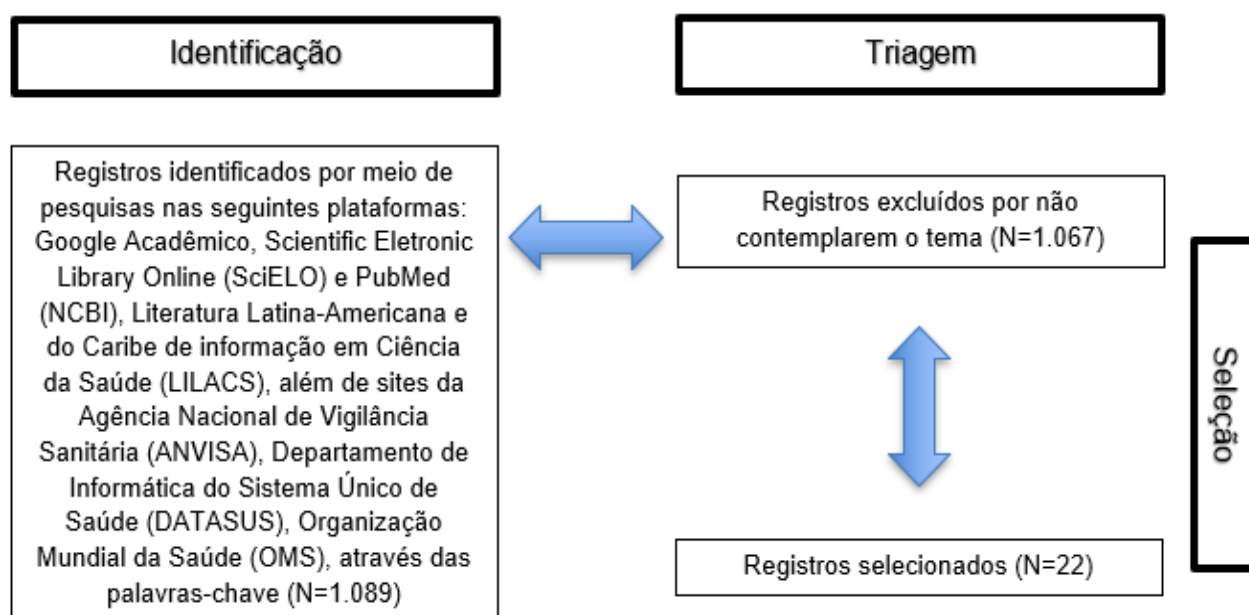 Identificação
Registros identificados por meio de
pesquisas nas seguintes plataformas:
Google Acadêmico, Scientific Eletronic
Library Online (SciELO) e PubMed
(NCBI), Literatura Latina-Americana e
do Caribe de informação em Ciência
da Saúde (LILACS), além de sites da
Agência Nacional de Vigilância
Sanitária (ANVISA), Departamento de
Informática do Sistema Único de
Saúde (DATASUS), Organização
Mundial da Saúde (OMS), através das
palavras-chave (N=1.089)
Triagem
Registros excluídos por não
contemplarem o tema (N=1.067)
Registros selecionados (N=22)
Seleção